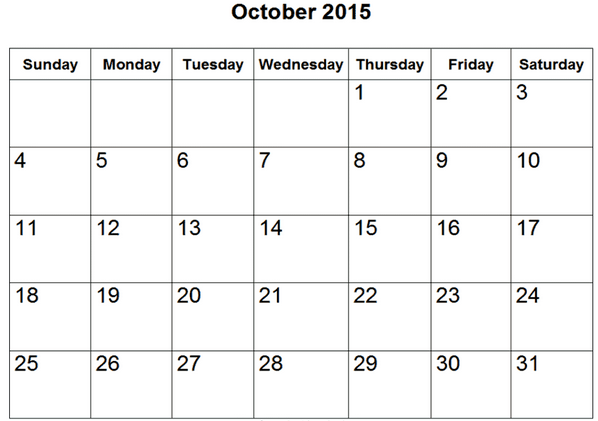 October 2015
Sunday Monday Tuesday Wednesday Thursday Friday Saturday
1 2 3
4 5 6 7 8 9 10
11 12 13 14 15 16 17
18 19 20 21 22 23 24
25 26 27 28 29 30 31